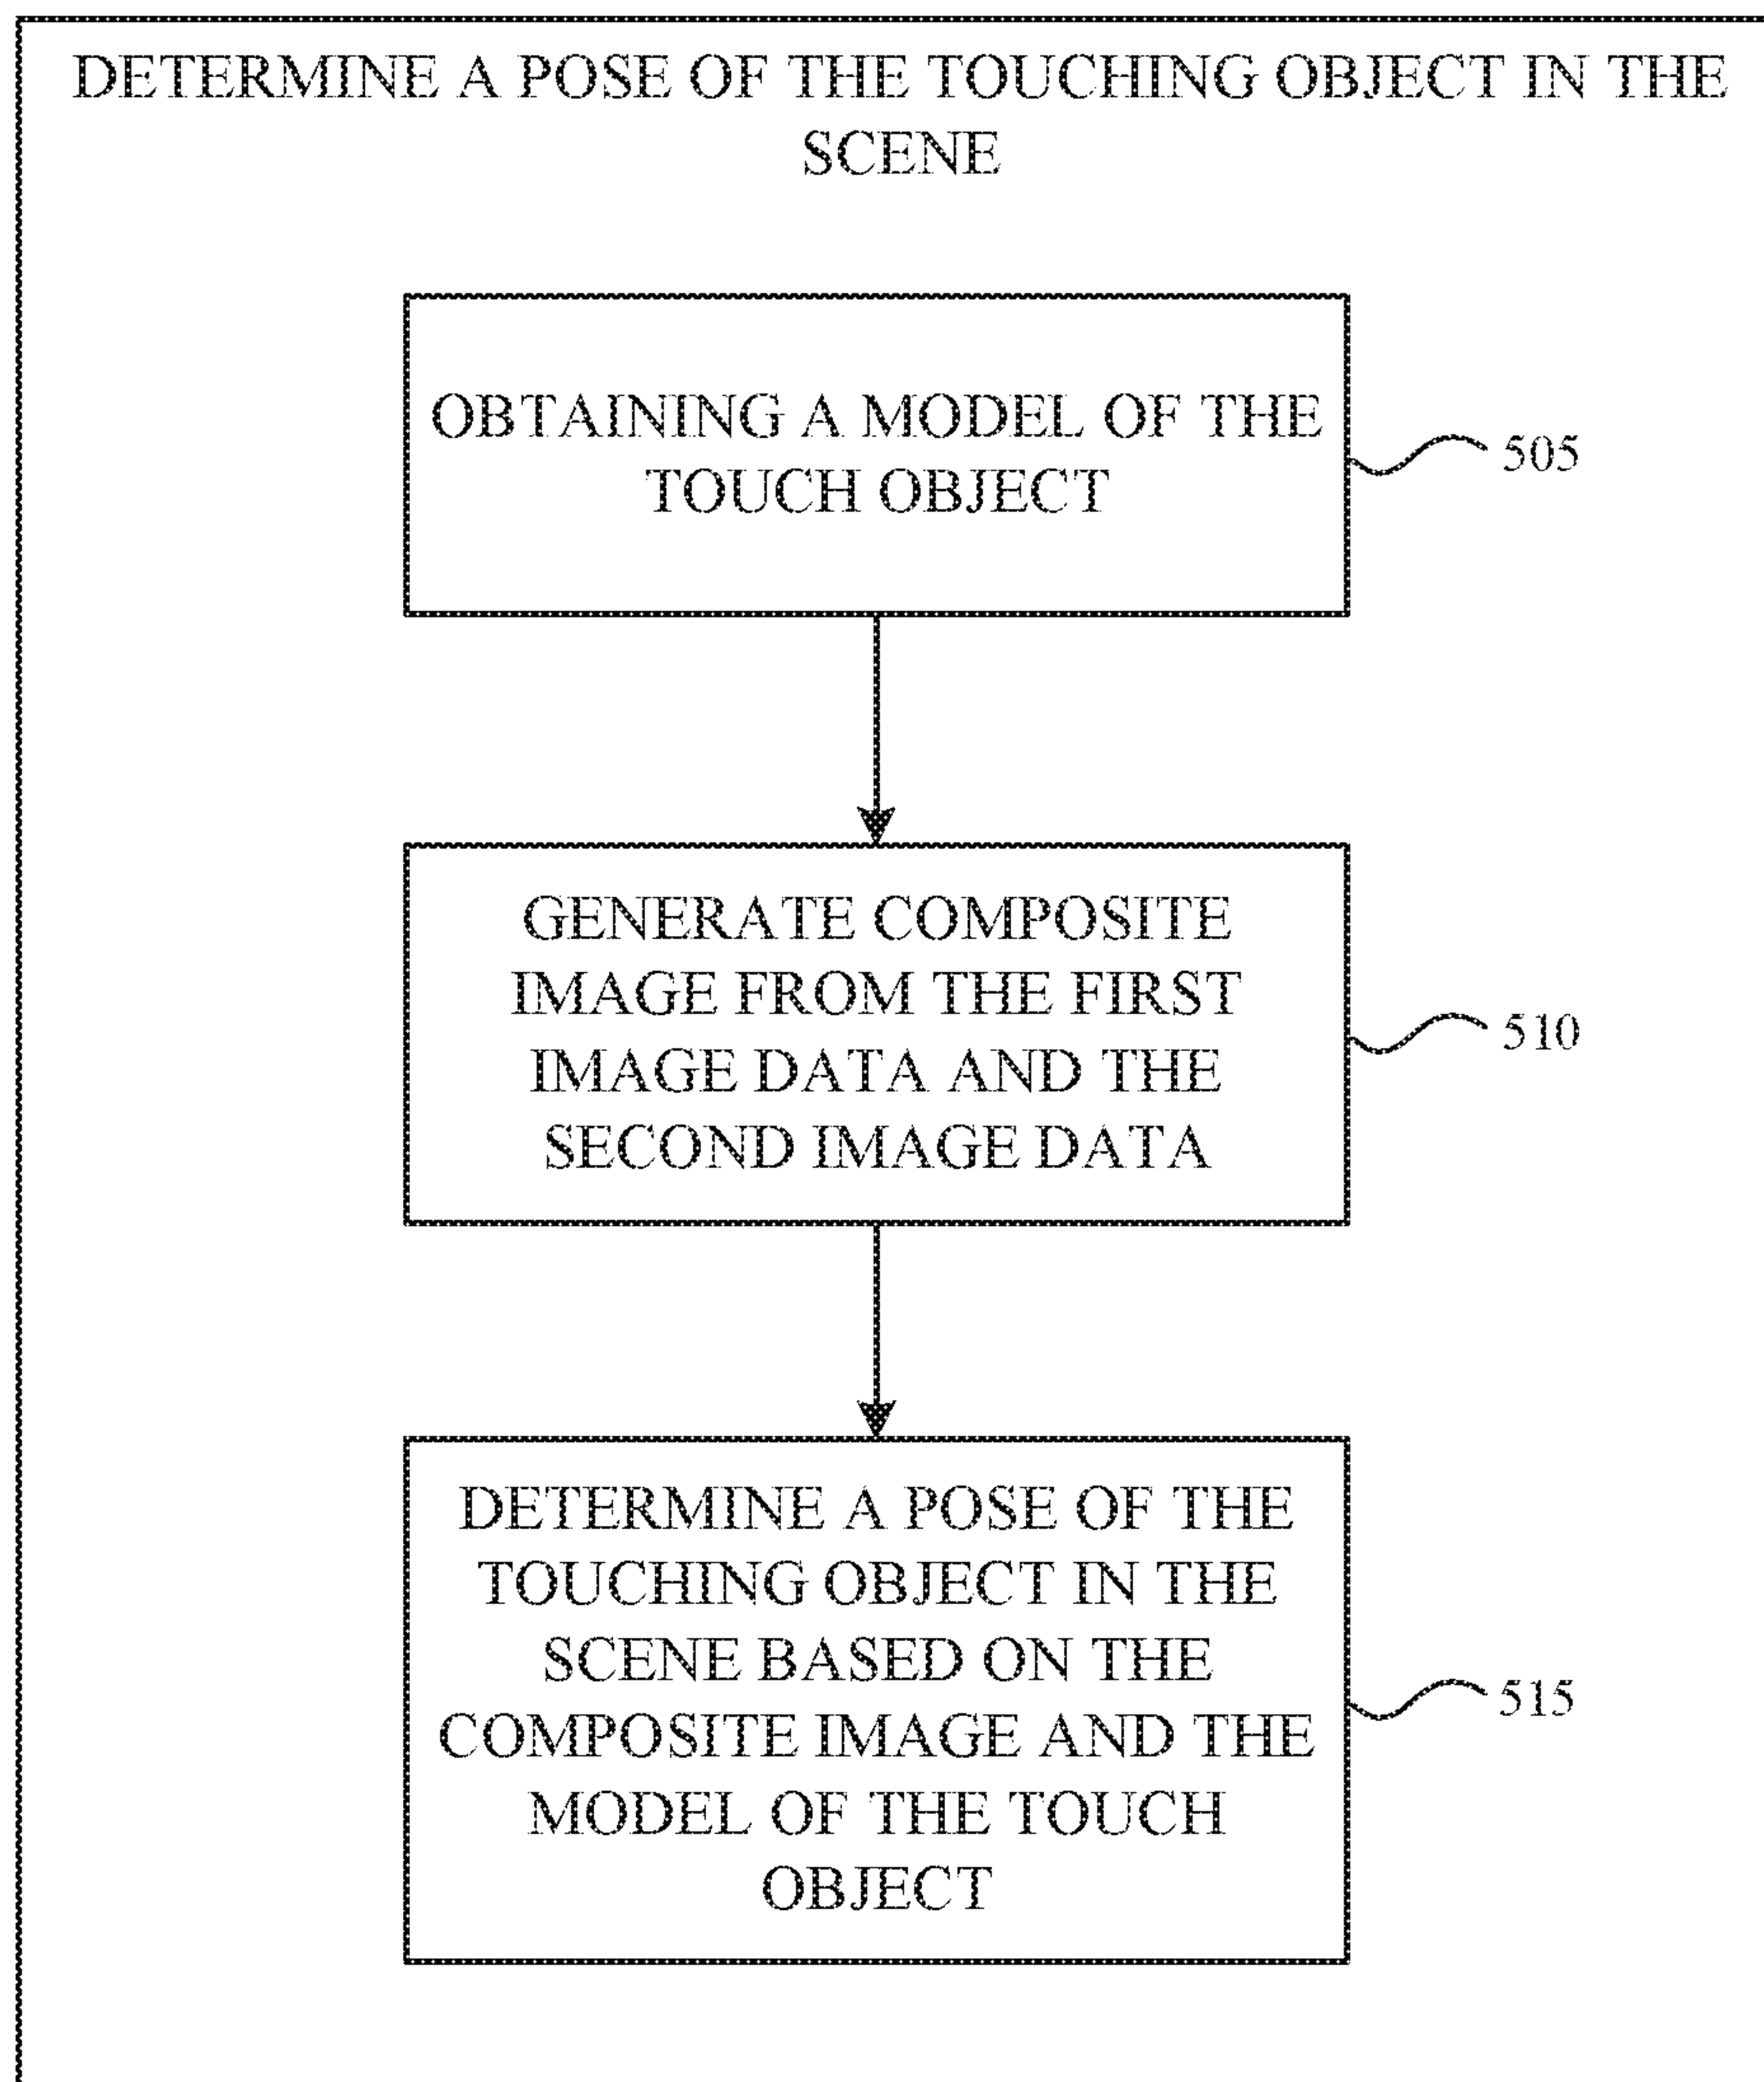 DETERMINE A POSE OF THE TOUCHING OBJECT IN THE
SCENE
OBTAINING A MODEL OF THE
TOUCH OBJECT
505
GENERATE COMPOSITE
IMAGE FROM THE FIRST
IMAGE DATA AND THE
SECOND IMAGE DATA
510
DETERMINE A POSE OF THE
TOUCHING OBJECT IN THE
SCENE BASED ON THE
COMPOSITE IMAGE AND THE
MODEL OF THE TOUCH
OBJECT
515